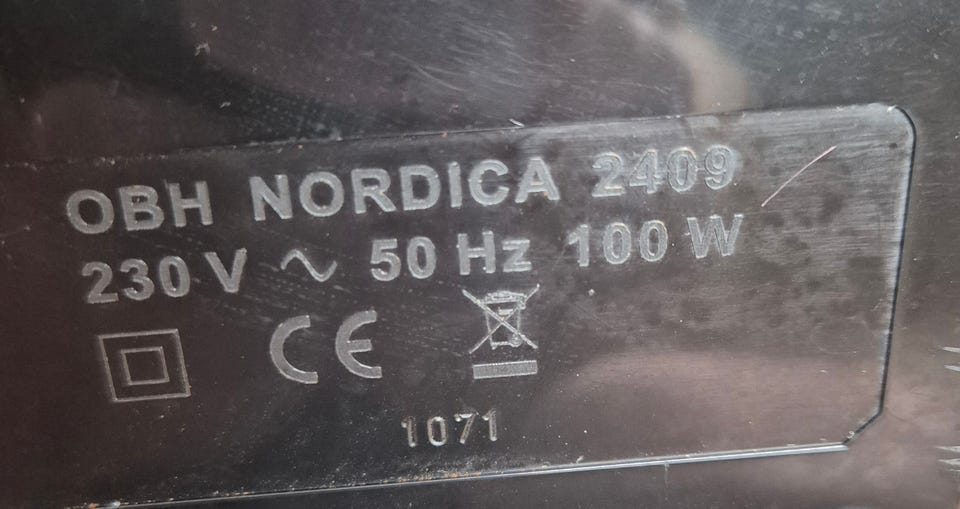 OBH NORDICA 2409
230 V ~ 50 Hz 100 W
CE
1071